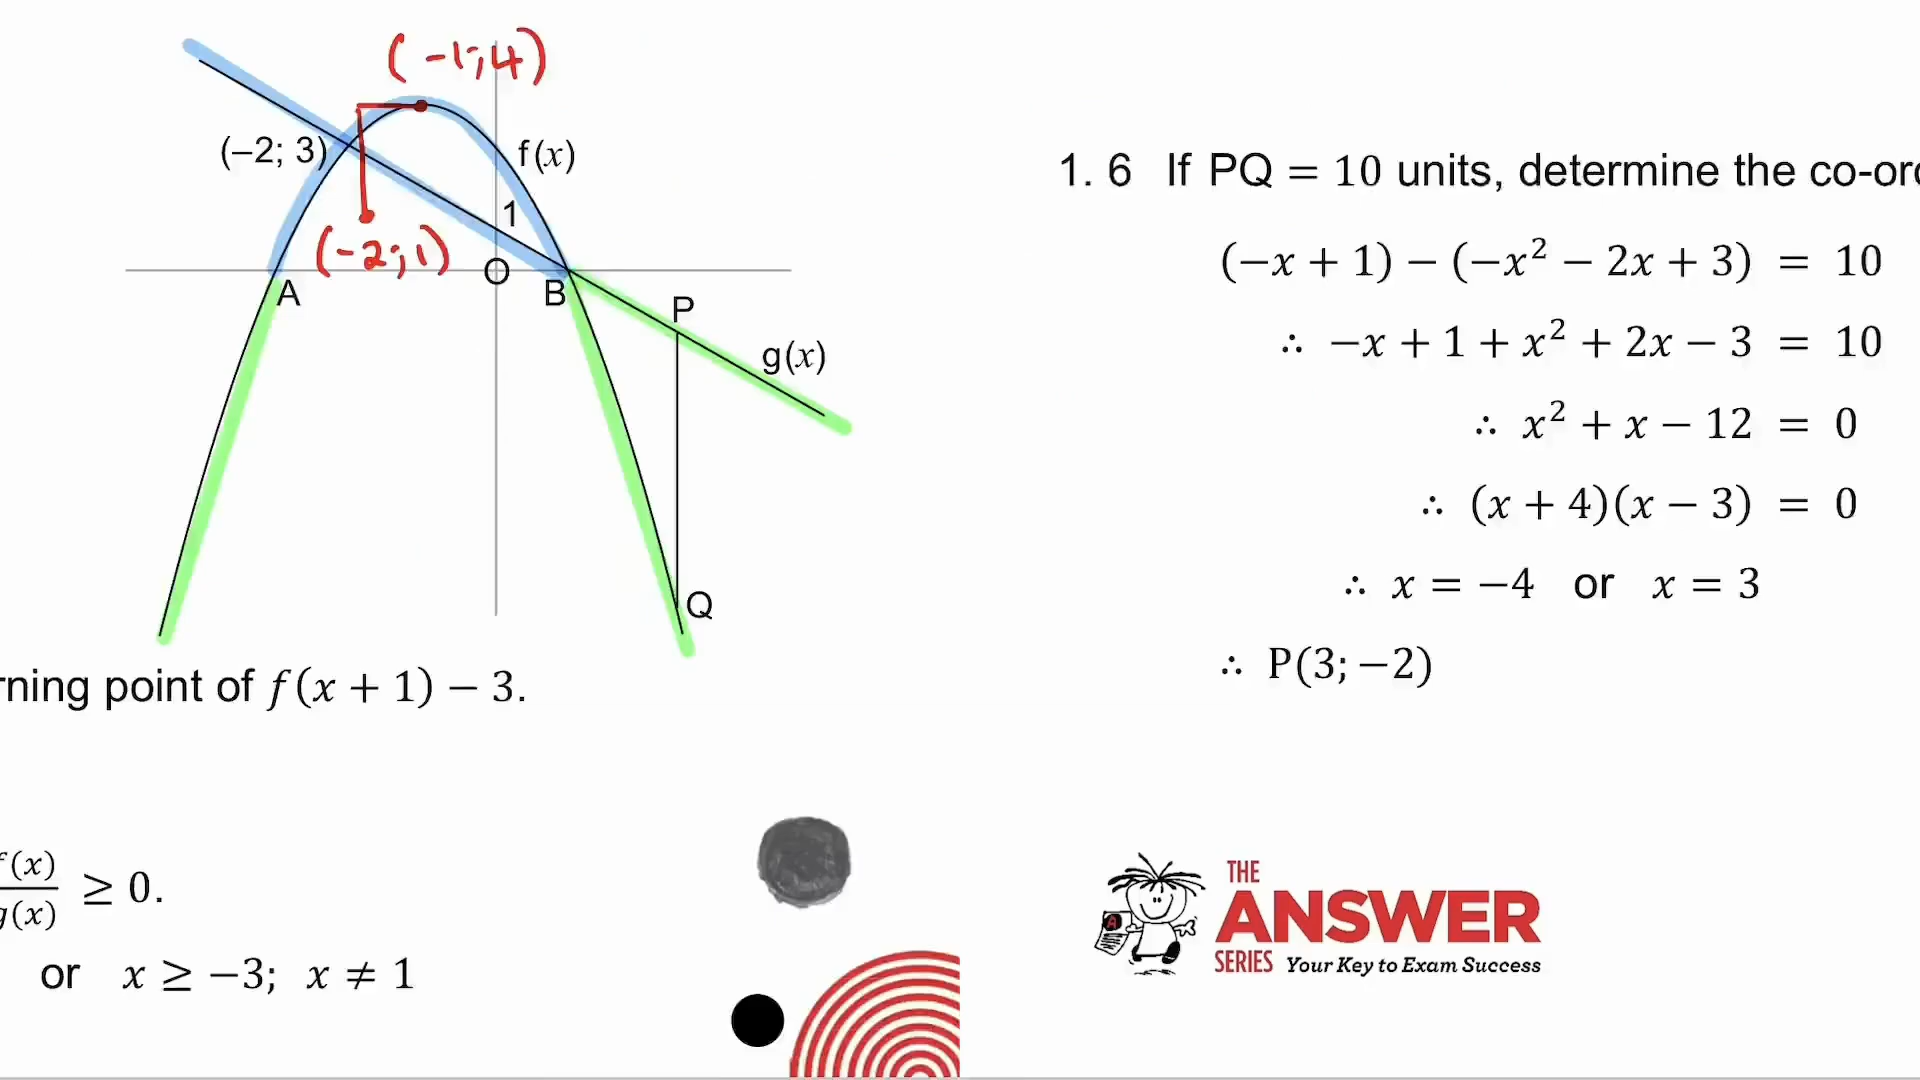 (-1;4)
(–2; 3)
f(x)
1
(-2;1)
O
A
B
P
g(x)
Q
rning point of f(x + 1) − 3.
f(x)
g(x)
≥ 0.
or x ≥ −3; x ≠ 1
1. 6 If PQ = 10 units, determine the co-ord
(−x + 1) − (−x² − 2x + 3) = 10
∴ −x + 1 + x² + 2x − 3 = 10
∴ x² + x − 12 = 0
∴ (x + 4)(x − 3) = 0
∴ x = −4 or x = 3
∴ P(3; −2)
A
THE
ANSWER
SERIES Your Key to Exam Success